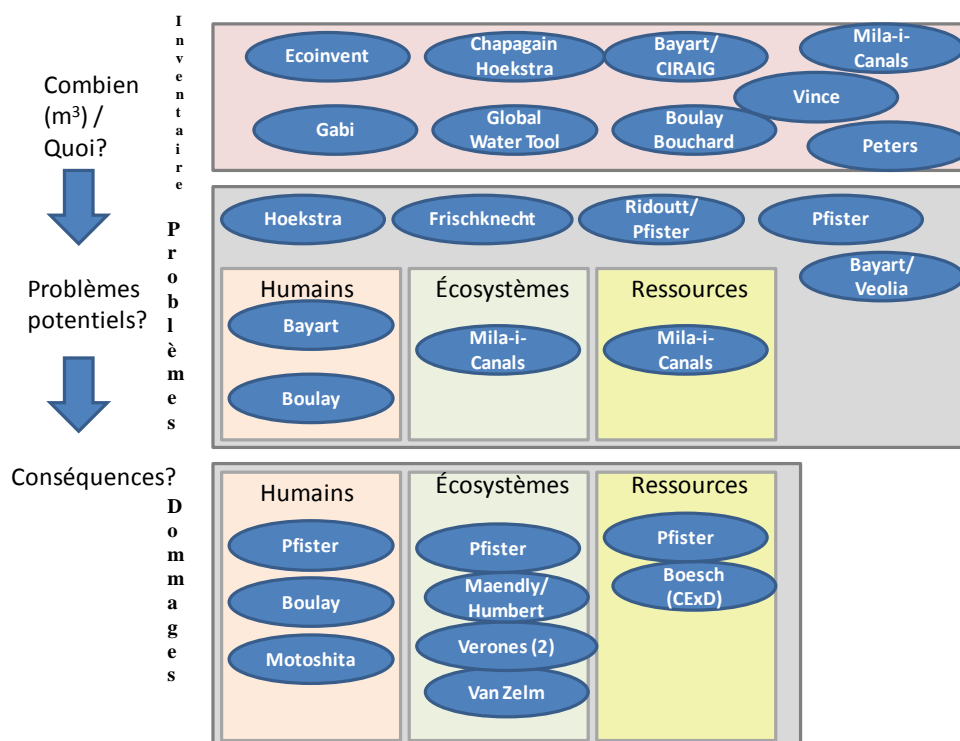 Inventaire
Combien
(m³) /
Quoi?
Ecoinvent
Chapagain
Hoekstra
Bayart/
CIRAIG
Mila-i-
Canals
Vince
Gabi
Global
Water Tool
Boulay
Bouchard
Peters
Problèmes
Problèmes
potentiels?
Hoekstra
Frischknecht
Ridoutt/
Pfister
Pfister
Bayart/
Veolia
Humains
Bayart
Boulay
Écosystèmes
Mila-i-
Canals
Ressources
Mila-i-
Canals
Conséquences?
Dommages
Humains
Pfister
Boulay
Motoshita
Écosystèmes
Pfister
Maendly/
Humbert
Verones (2)
Van Zelm
Ressources
Pfister
Boesch
(CExD)